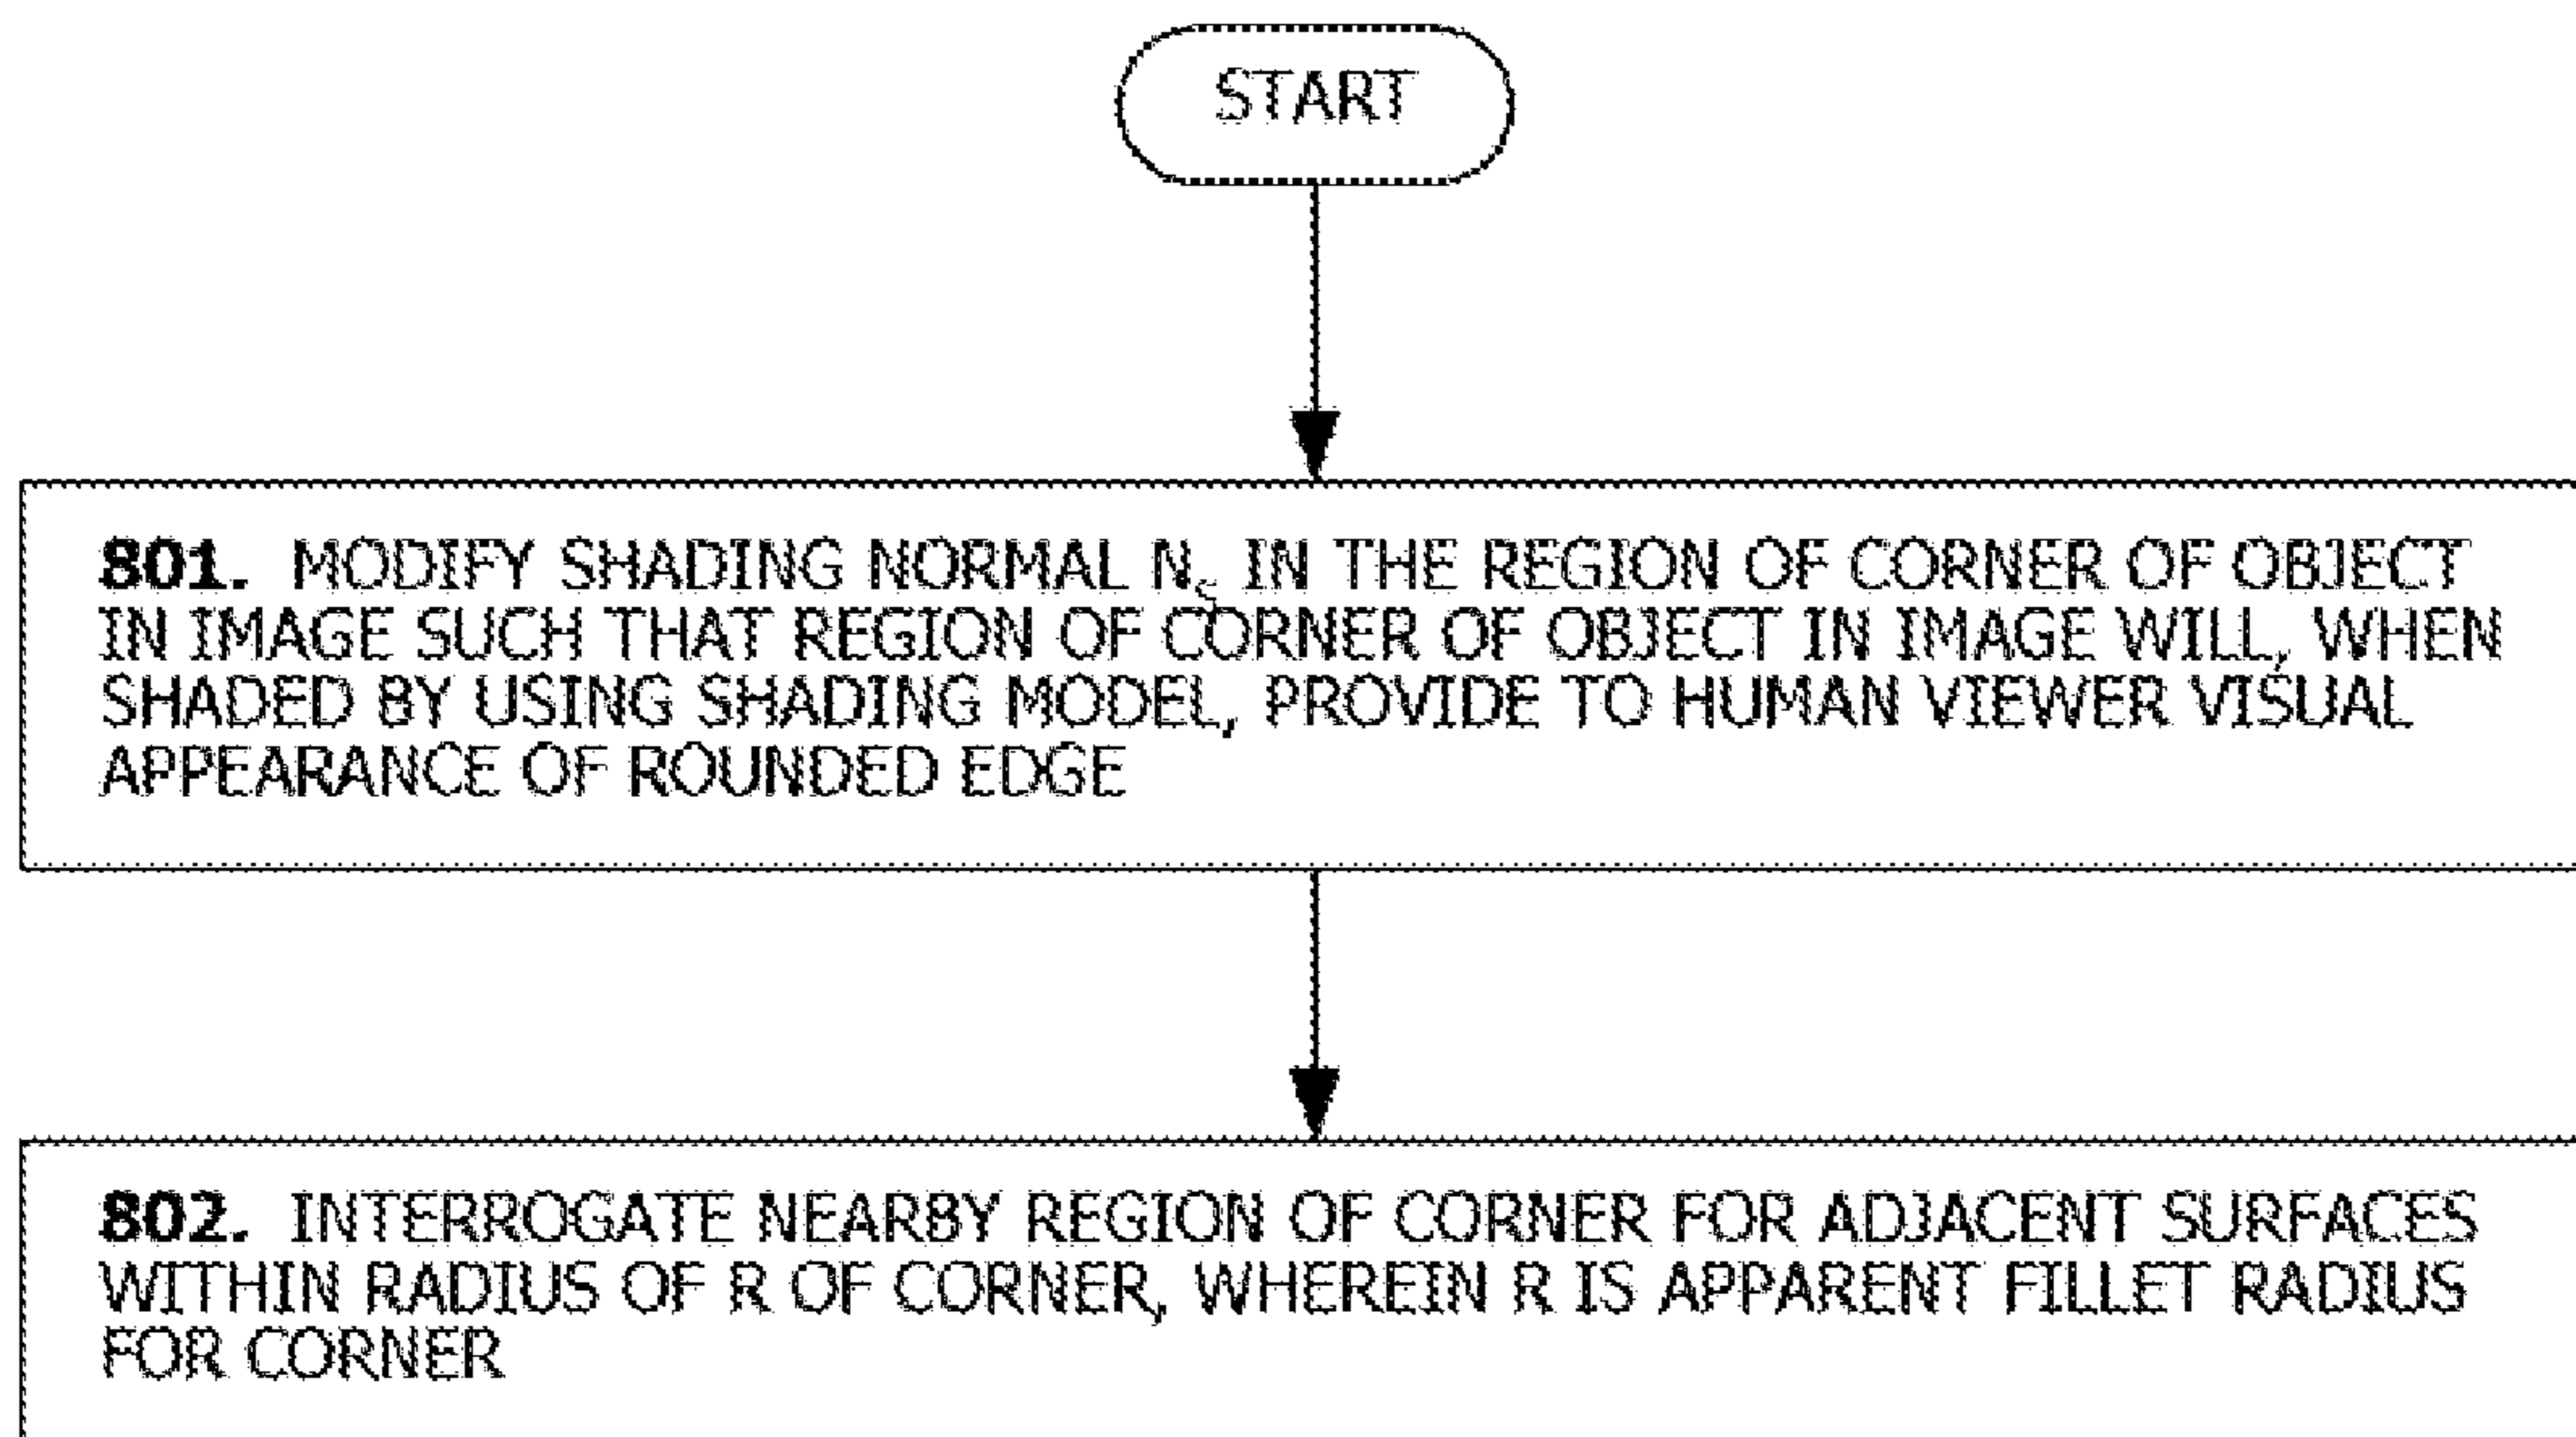 START
801. MODIFY SHADING NORMAL Nₛ IN THE REGION OF CORNER OF OBJECT
IN IMAGE SUCH THAT REGION OF CORNER OF OBJECT IN IMAGE WILL, WHEN
SHADED BY USING SHADING MODEL, PROVIDE TO HUMAN VIEWER VISUAL
APPEARANCE OF ROUNDED EDGE
802. INTERROGATE NEARBY REGION OF CORNER FOR ADJACENT SURFACES
WITHIN RADIUS OF R OF CORNER, WHEREIN R IS APPARENT FILLET RADIUS
FOR CORNER